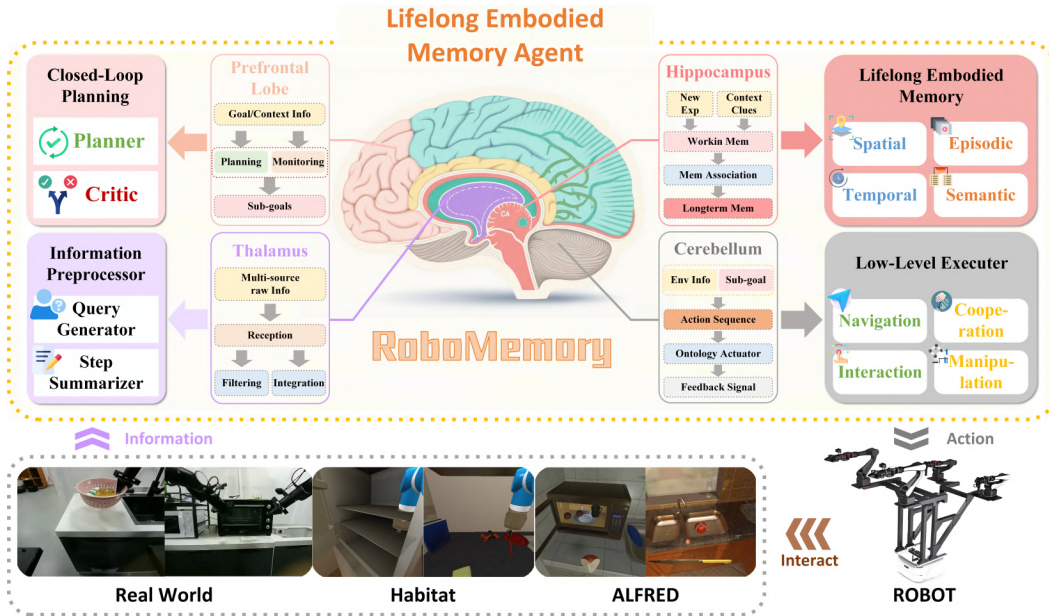 Lifelong Embodied
Memory Agent
Closed-Loop
Planning
Planner
Critic
Prefrontal
Lobe
Goal/Context Info
Planning
Monitoring
Sub-goals
Hippocampus
New
Exp
Context
Clues
Workin Mem
Mem Association
Longterm Mem
Lifelong Embodied
Memory
Spatial
Episodic
Temporal
Semantic
CA
Information
Preprocessor
Query
Generator
Step
Summarizer
Thalamus
Multi-source
raw Info
Reception
Filtering
Integration
RoboMemory
Cerebellum
Env Info
Sub-goal
Action Sequence
Ontology Actuator
Feedback Signal
Low-Level Executer
Navigation
Coope-
ration
Interaction
Manipu-
lation
Information
Action
Real World
Habitat
ALFRED
Interact
ROBOT